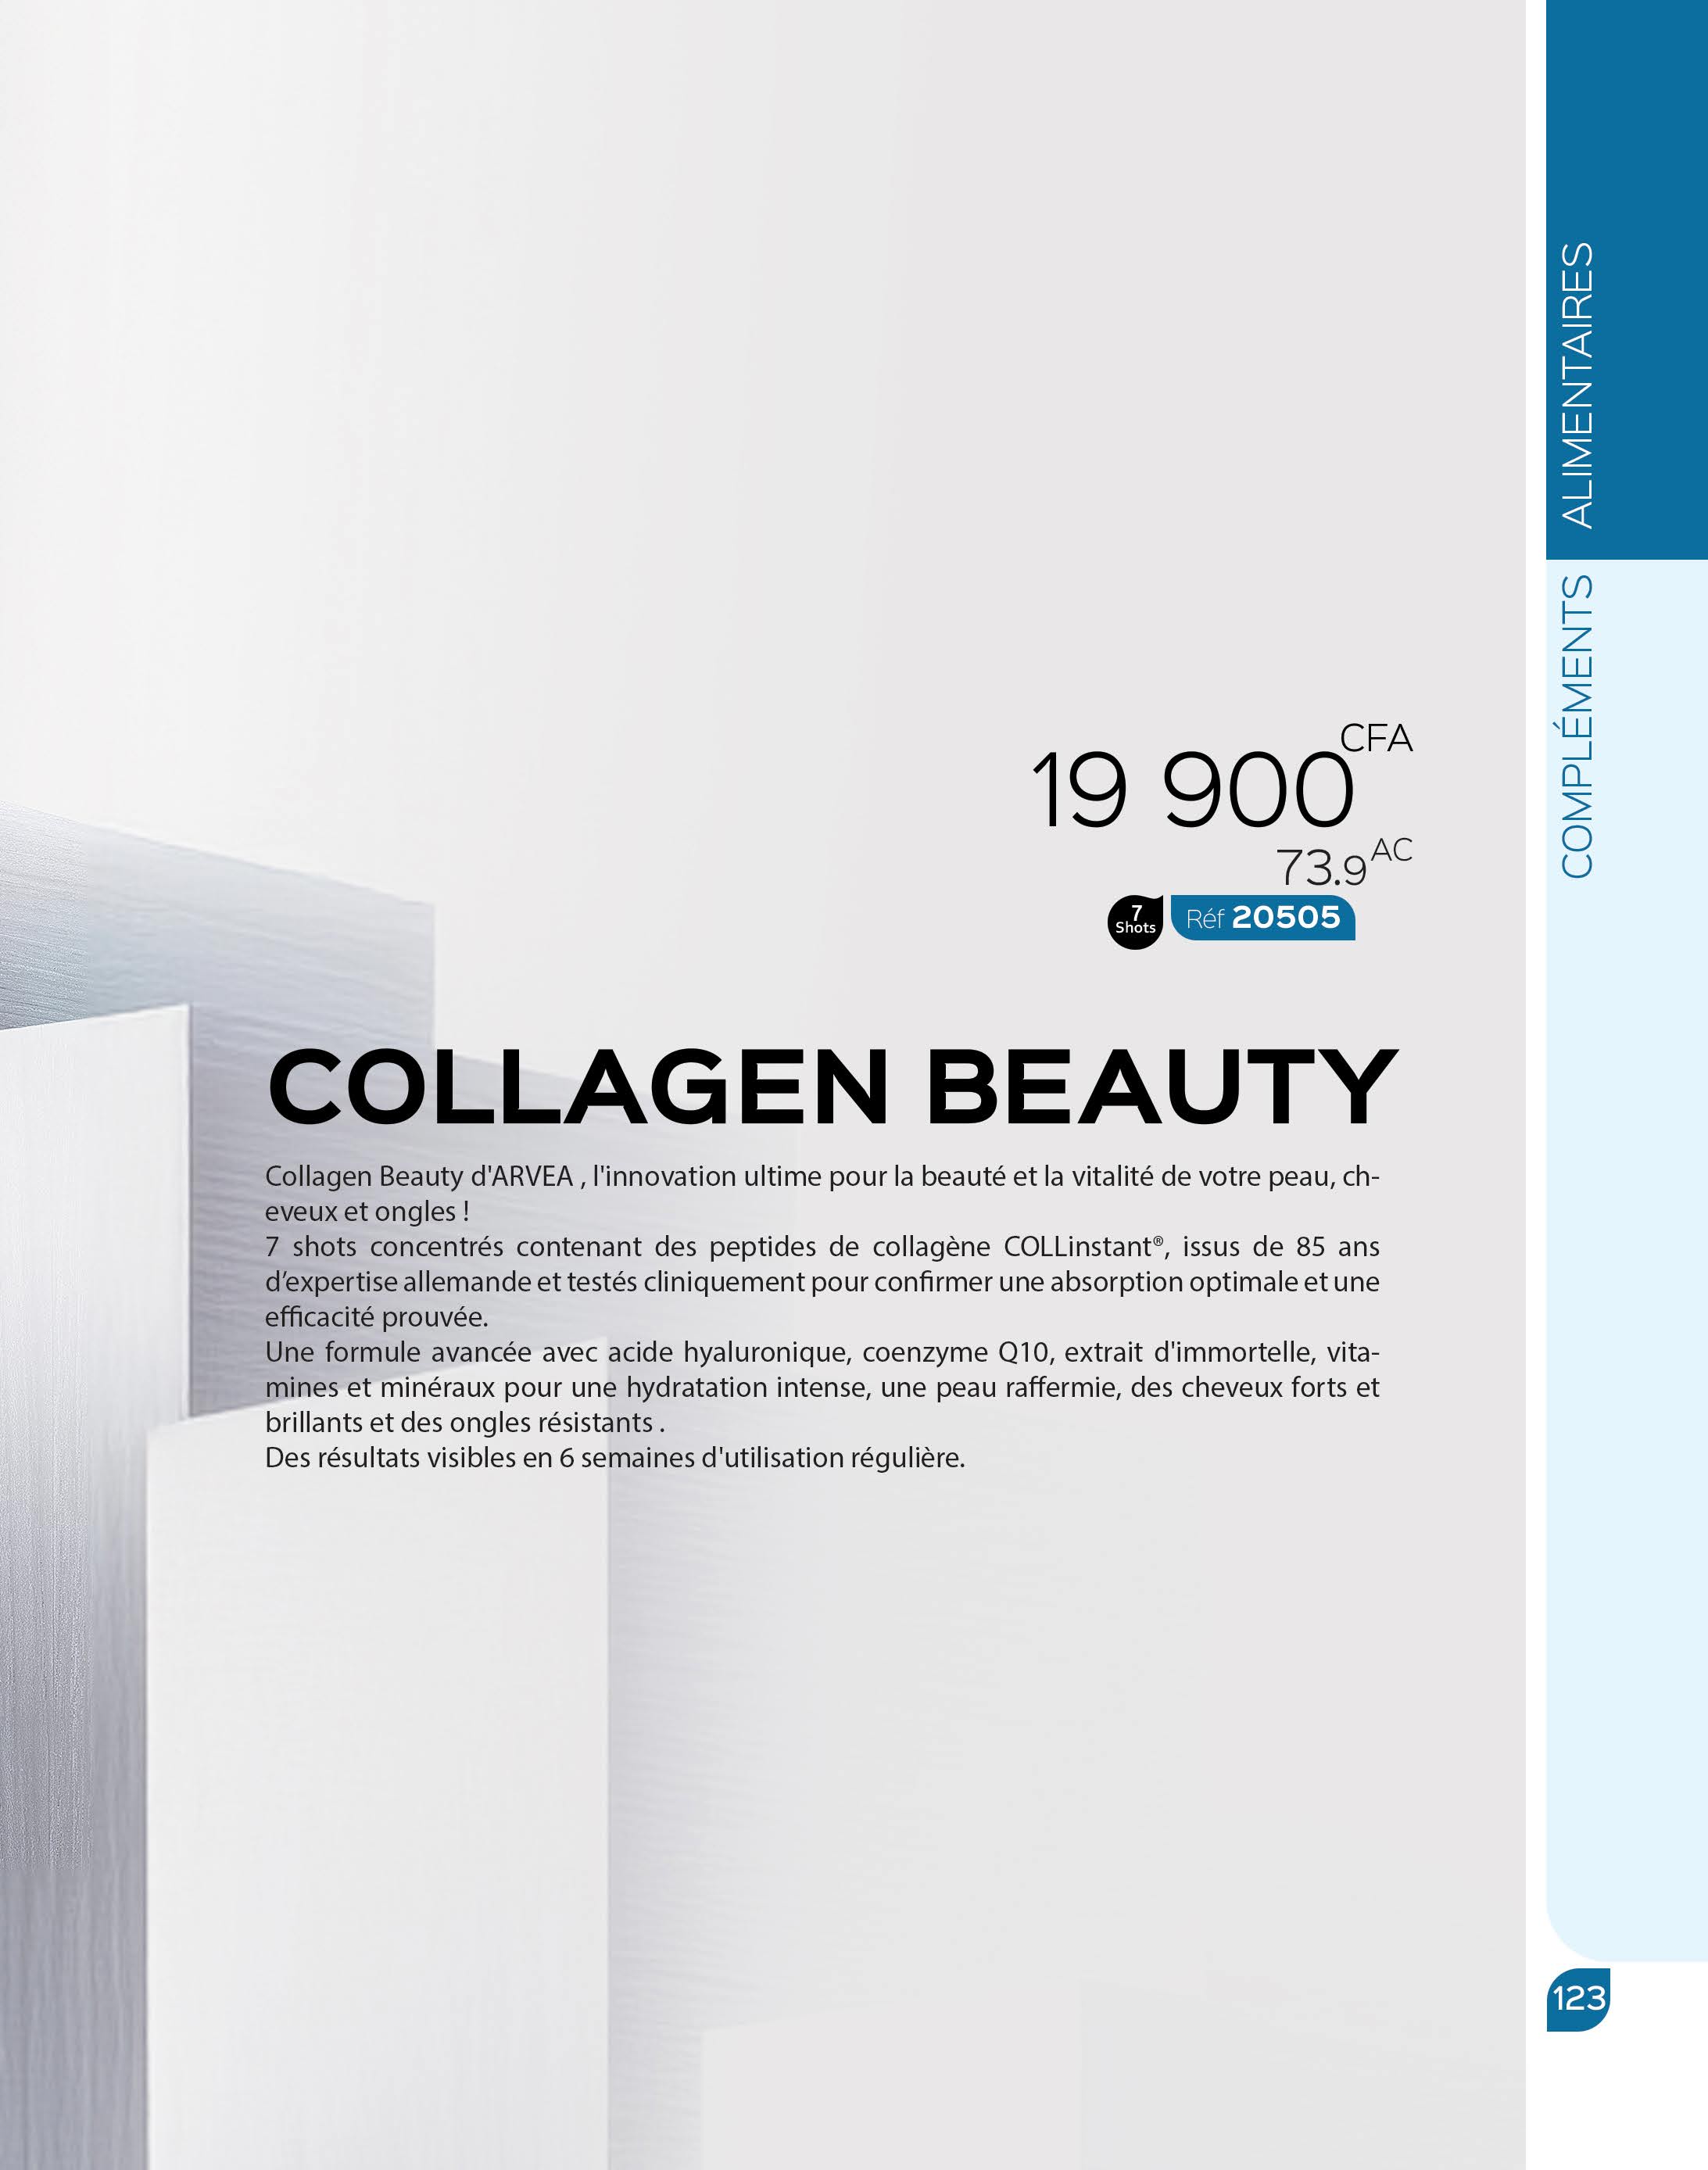 COMPLÉMENTS ALIMENTAIRES
19 900 CFA
73.9 AC
7
Shots
Réf 20505
COLLAGEN BEAUTY
Collagen Beauty d'ARVEA , l'innovation ultime pour la beauté et la vitalité de votre peau, ch-
eveux et ongles !
7 shots concentrés contenant des peptides de collagène COLLinstant®, issus de 85 ans
d’expertise allemande et testés cliniquement pour confirmer une absorption optimale et une
efficacité prouvée.
Une formule avancée avec acide hyaluronique, coenzyme Q10, extrait d'immortelle, vita-
mines et minéraux pour une hydratation intense, une peau raffermie, des cheveux forts et
brillants et des ongles résistants .
Des résultats visibles en 6 semaines d'utilisation régulière.
123